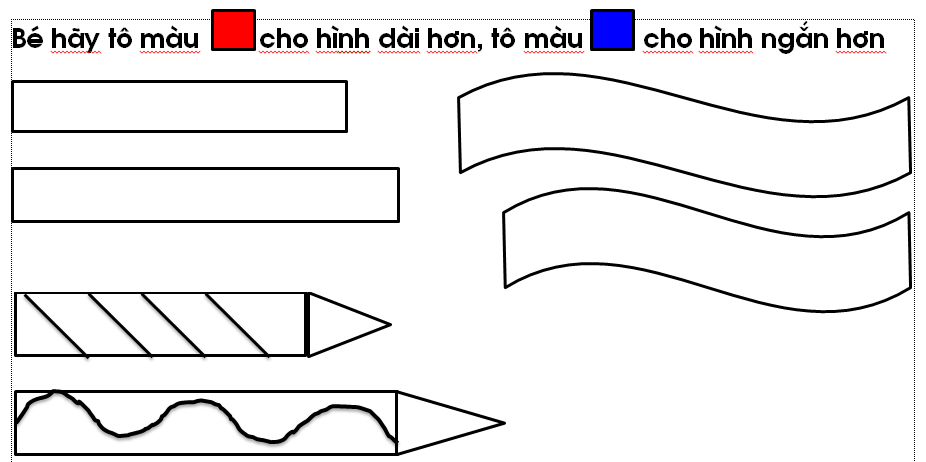 Bé hãy tô màu cho hình dài hơn, tô màu cho hình ngắn hơn